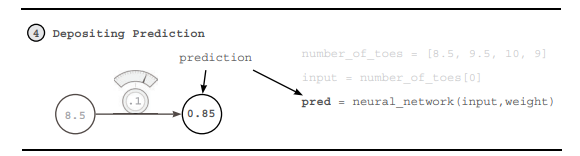 4 Depositing Prediction
prediction
number_of_toes = [8.5, 9.5, 10, 9]
input = number_of_toes[0]
pred = neural_network(input,weight)
.1
8.5
0.85